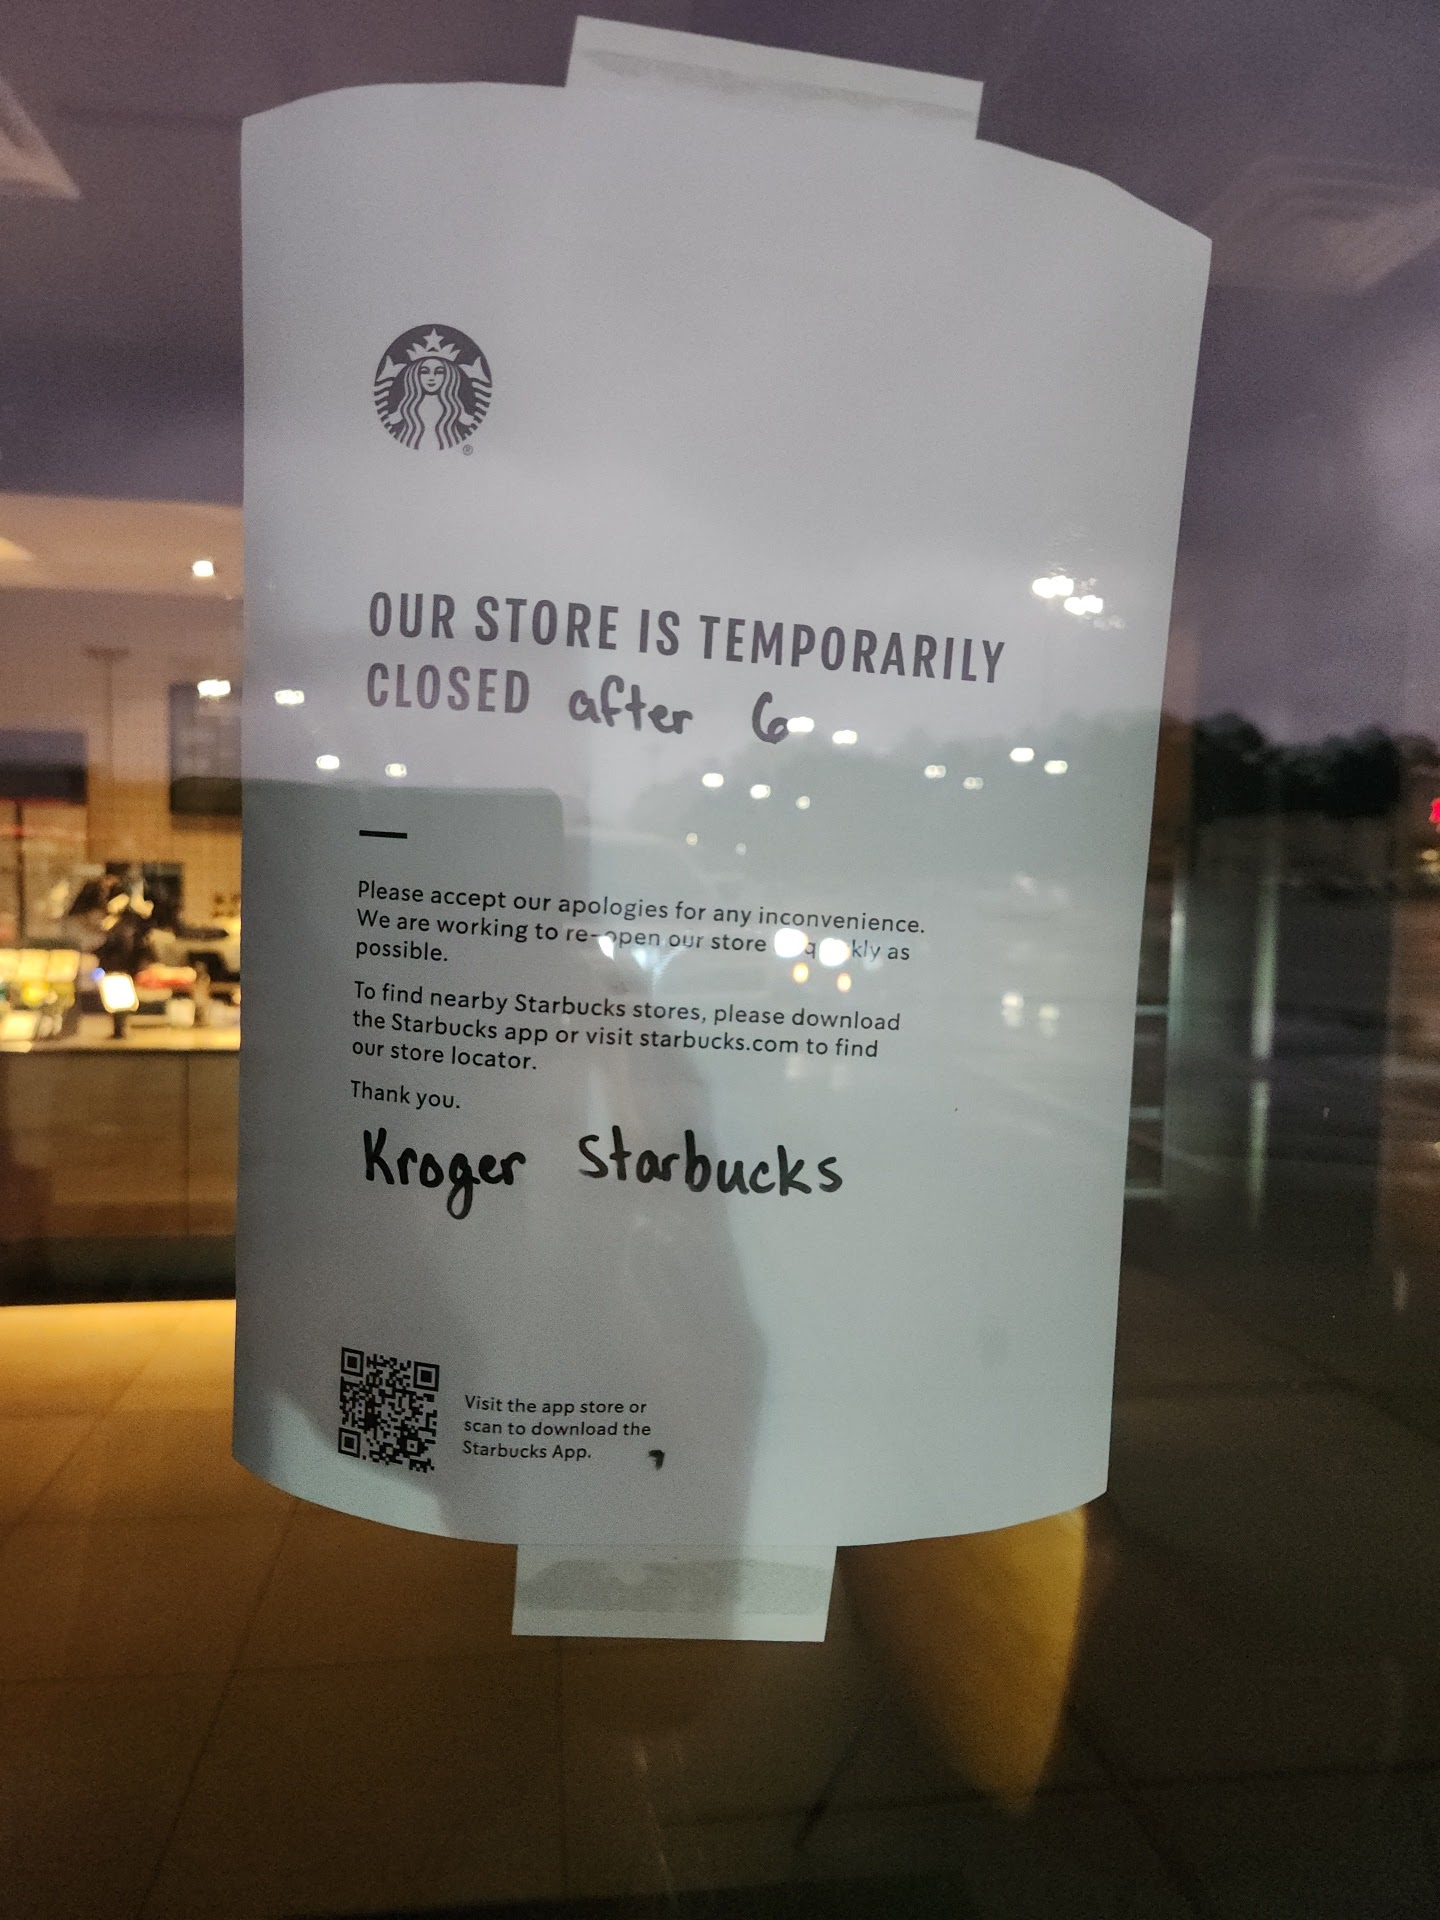 OUR STORE IS TEMPORARILY
CLOSED after 6
Please accept our apologies for any inconvenience.
We are working to re-open our store kly as
possible.
To find nearby Starbucks stores, please download
the Starbucks app or visit starbucks.com to find
our store locator.
Thank you.
Kroger Starbucks
Visit the app store or
scan to download the
Starbucks App.